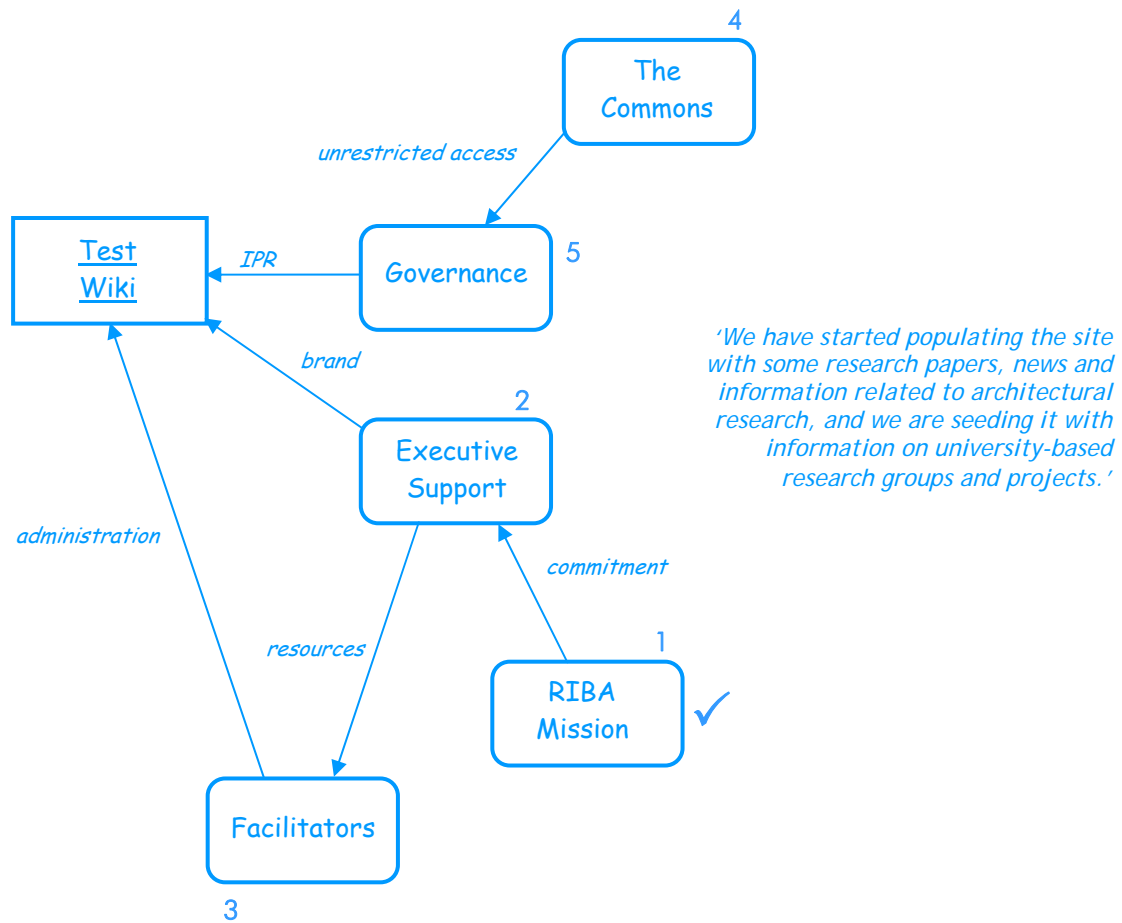 4
The
Commons
unrestricted access
Test
Wiki
IPR
Governance
5
'We have started populating the site
with some research papers, news and
information related to architectural
research, and we are seeding it with
information on university-based
research groups and projects.'
brand
2
Executive
Support
administration
commitment
resources
1
RIBA
Mission
Facilitators
3